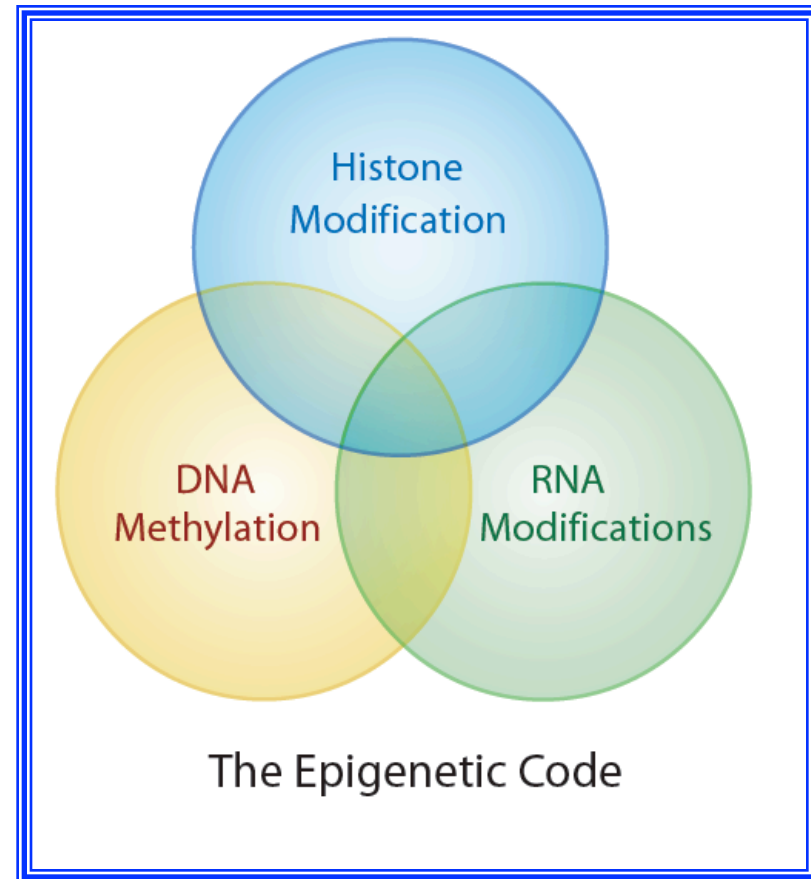 Histone
Modification
DNA
Methylation
RNA
Modifications
The Epigenetic Code